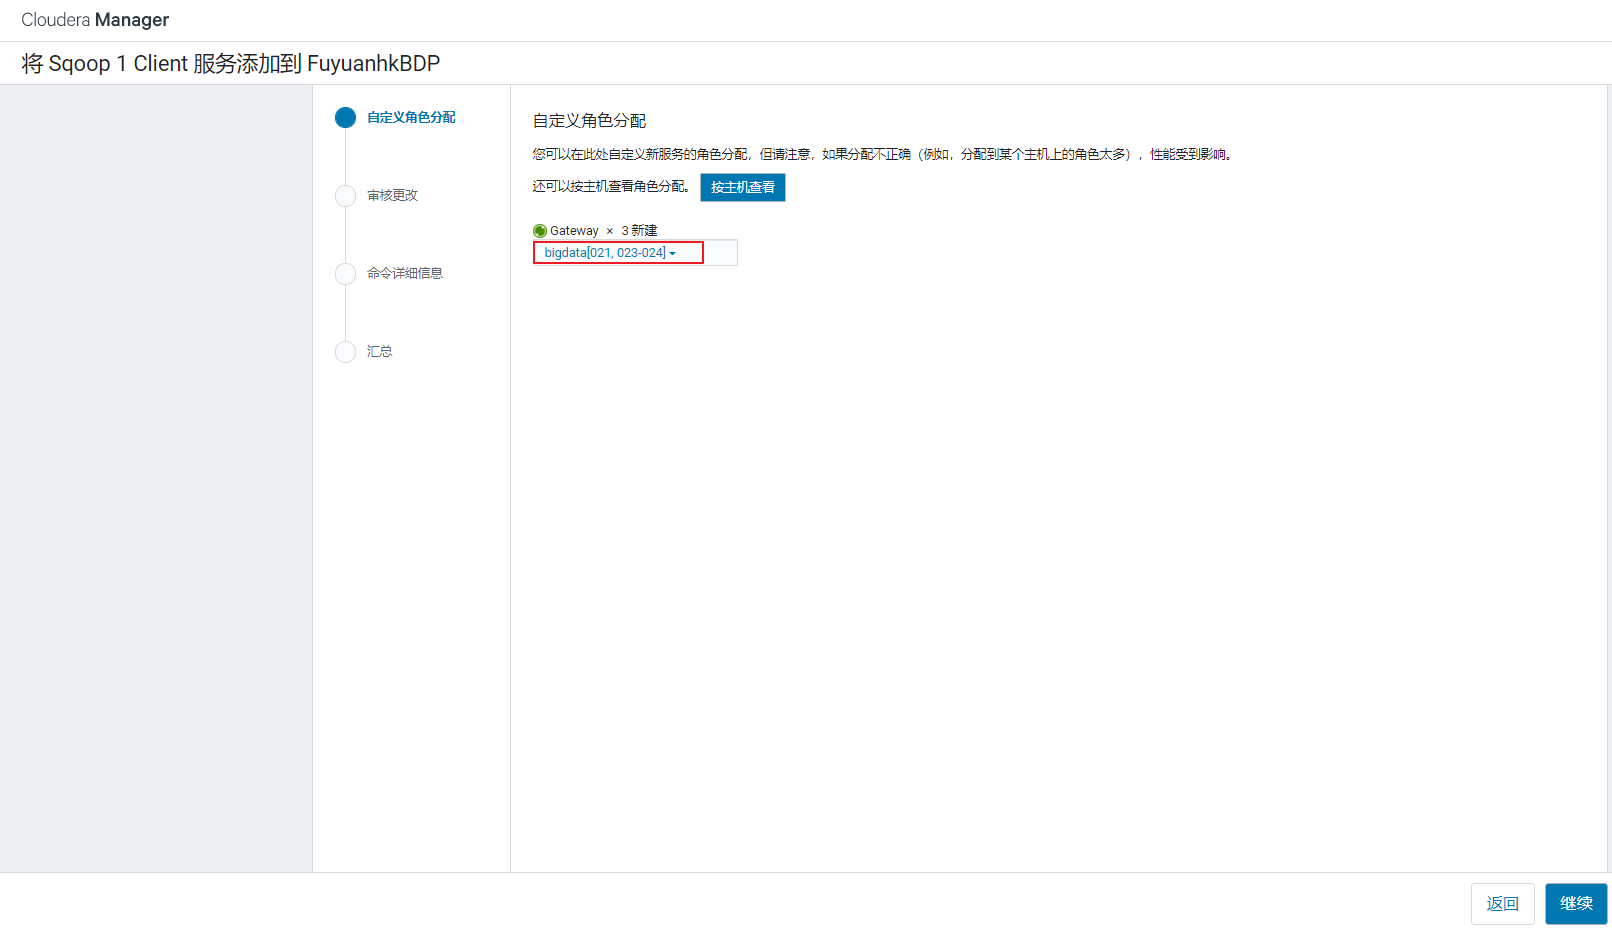 Cloudera Manager
将 Sqoop 1 Client 服务添加到 FuyuanhkBDP
自定义角色分配
审核更改
命令详细信息
汇总
自定义角色分配
您可以在此处自定义新服务的角色分配，但请注意，如果分配不正确（例如，分配到某个主机上的角色太多），性能受到影响。
还可以按主机查看角色分配。 按主机查看
Gateway × 3 新建
bigdata[021, 023-024]
返回 继续